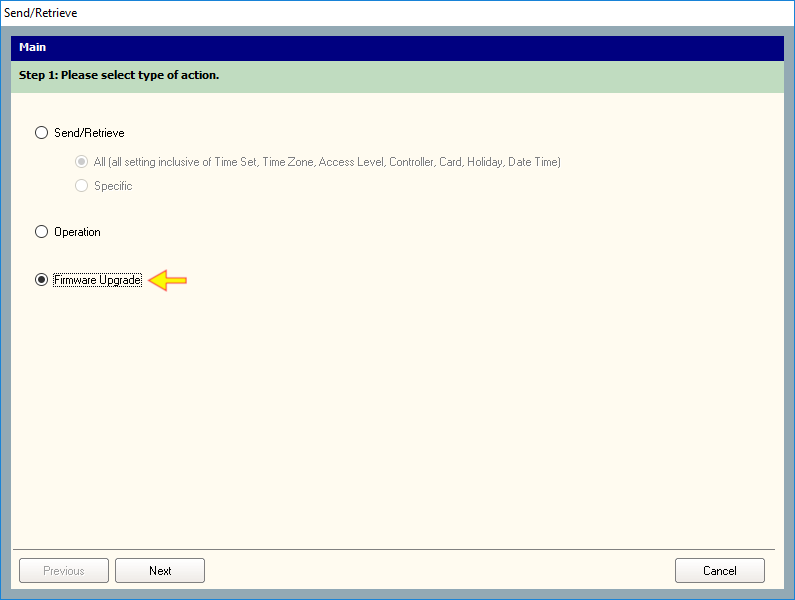 Send/Retrieve
Main
Step 1: Please select type of action.
Send/Retrieve
All (all setting inclusive of Time Set, Time Zone, Access Level, Controller, Card, Holiday, Date Time)
Specific
Operation
Firmware Upgrade
Previous
Next
Cancel